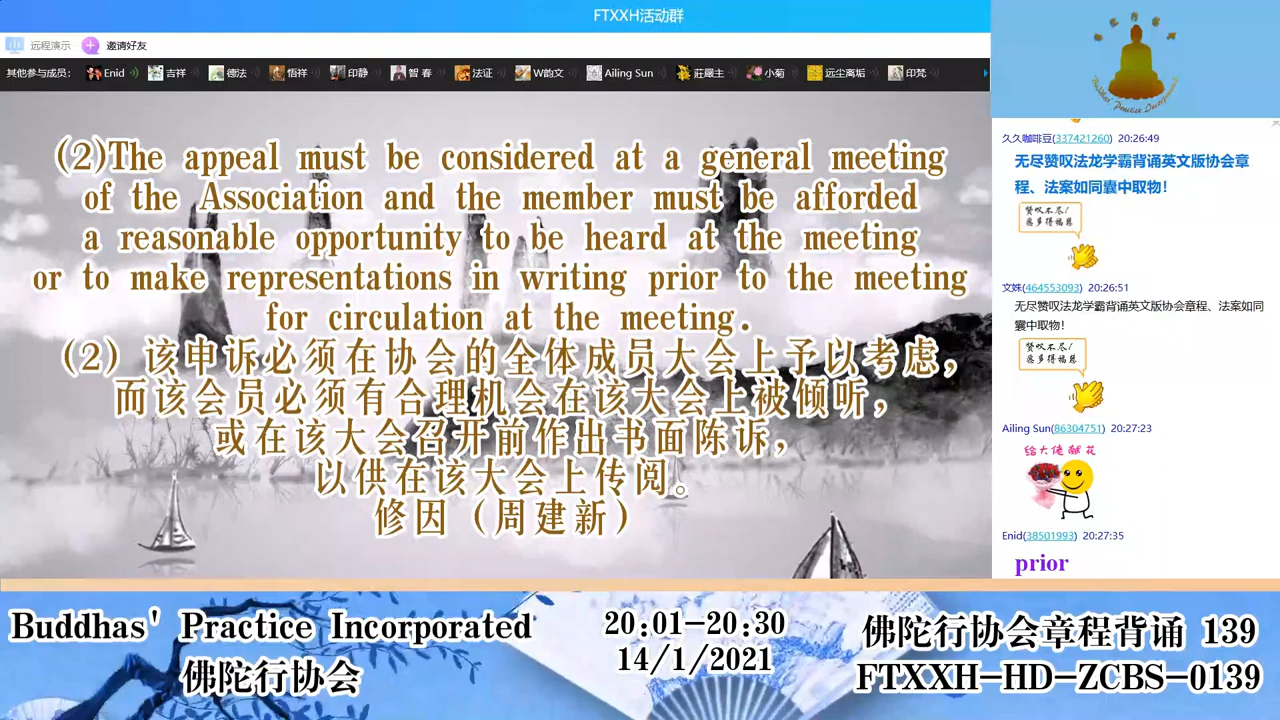 FTXXH活动群
远程演示 邀请好友
其他参与成员: Enid 吉祥 德法 悟祥 印静 智 春 法证 W韵文 Ailing Sun 莊嚴主 小菊 远尘离垢 印梵
(2)The appeal must be considered at a general meeting
of the Association and the member must be afforded
a reasonable opportunity to be heard at the meeting
or to make representations in writing prior to the meeting
for circulation at the meeting.
(2) 该申诉必须在协会的全体成员大会上予以考虑,
而该会员必须有合理机会在该大会上被倾听,
或在该大会召开前作出书面陈诉,
以供在该大会上传阅。
修因 (周建新)
Buddhas' Practice Incorporated
久久咖啡豆(337421260) 20:26:49
无尽赞叹法龙学霸背诵英文版协会章
程、法案如同囊中取物!
赞叹不尽!
愿多得福慧
文姝(464553093) 20:26:51
无尽赞叹法龙学霸背诵英文版协会章程、法案如同
囊中取物!
赞叹不尽!
愿多得福慧
Ailing Sun(86304751) 20:27:23
给大德献花
Enid(38501993) 20:27:35
prior
Buddhas' Practice Incorporated
佛陀行协会
20:01-20:30
14/1/2021
佛陀行协会章程背诵 139
FTXXH-HD-ZCBS-0139